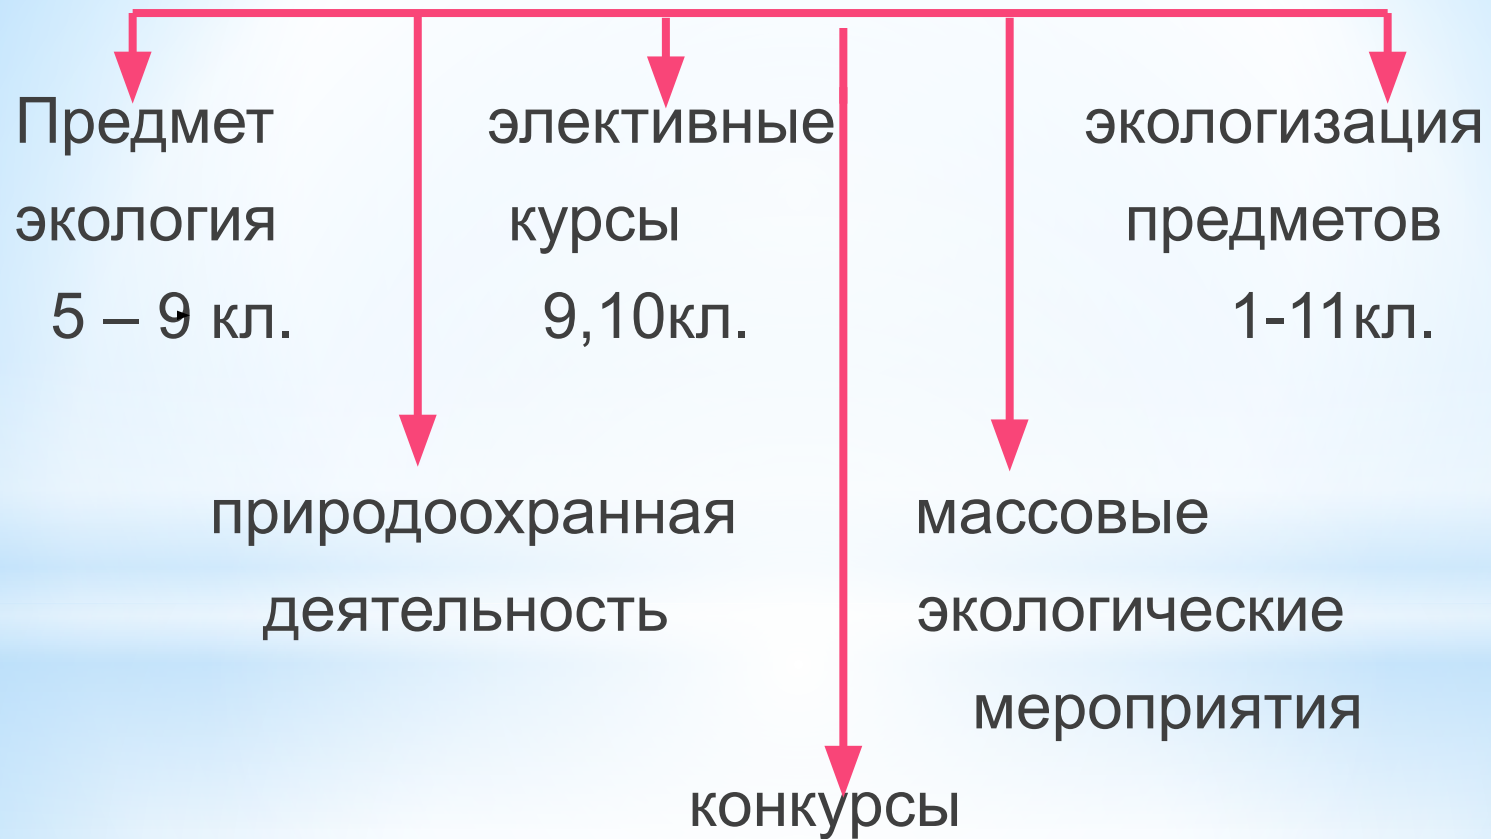 Предмет элективные экологизация
экология курсы предметов
5 – 9 кл. 9,10кл. 1-11кл.
природоохранная массовые
деятельность экологические
мероприятия
конкурсы